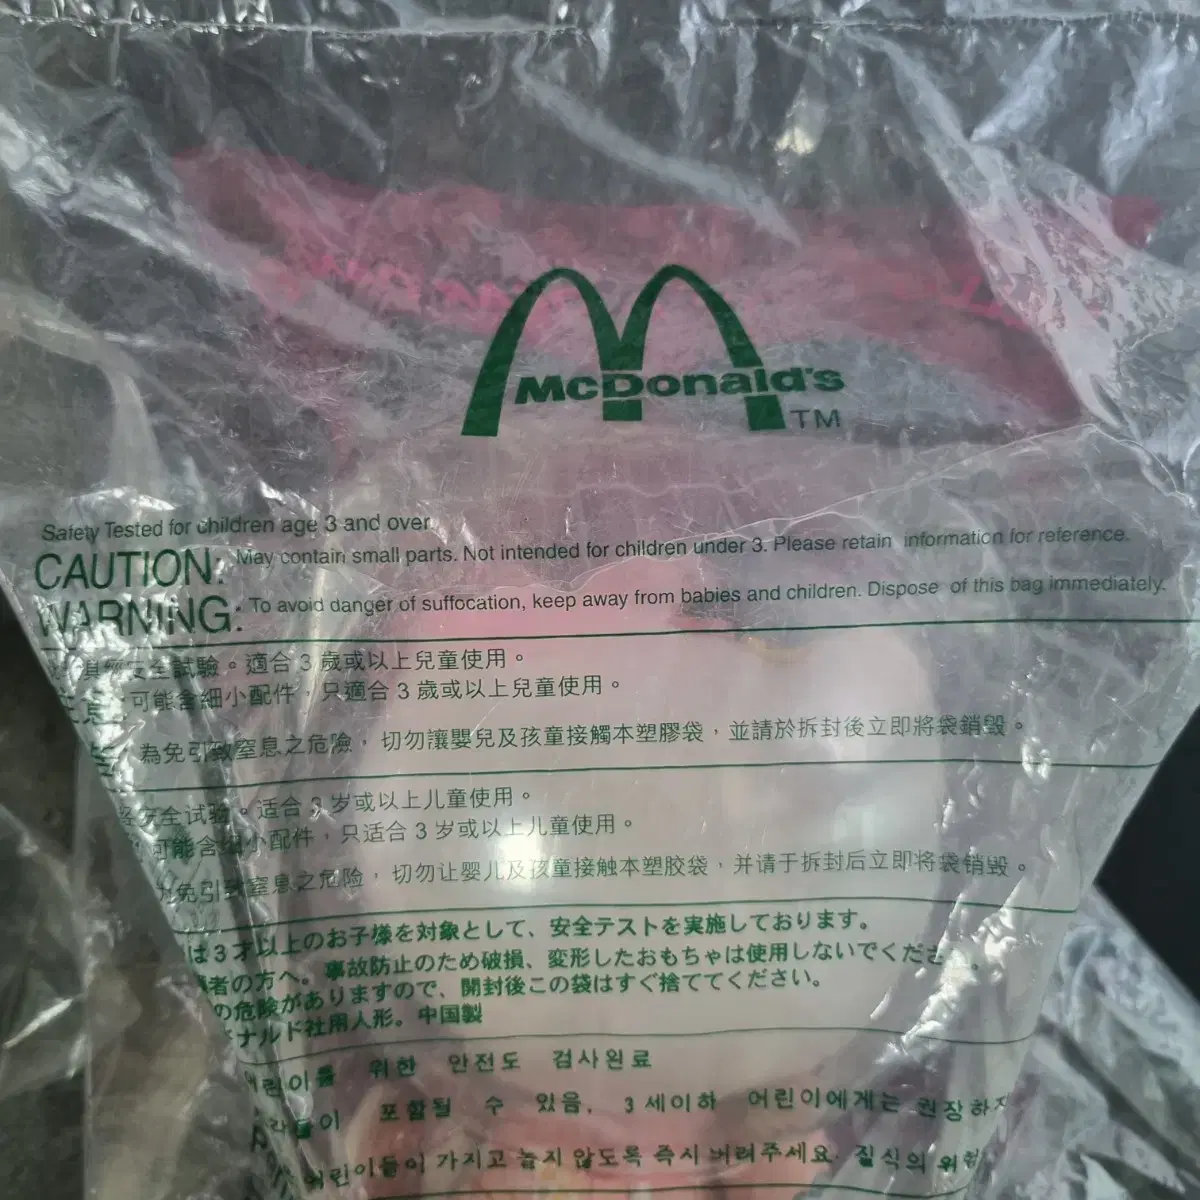 McDonald's
TM
Safety Tested for children age 3 and over
CAUTION: May contain small parts. Not intended for children under 3. Please retain information for reference.
WARNING: To avoid danger of suffocation, keep away from babies and children. Dispose of this bag immediately.
安全試驗。適合 3 歲或以上兒童使用。
可能含細小配件，只適合 3 歲或以上兒童使用。
為免引致窒息之危險，切勿讓嬰兒及孩童接觸本塑膠袋，並請於拆封後立即將袋銷毀。
安全试验。适合 3 岁或以上儿童使用。
可能含细小配件，只适合 3 岁或以上儿童使用。
为免引致窒息之危险，切勿让婴儿及孩童接触本塑胶袋，并请于拆封后立即将袋销毁。
は3才以上のお子様を対象として、安全テストを実施しております。
者の方へ。事故防止のため破損、変形したおもちゃは使用しないでくださ
の危険がありますので、開封後この袋はすぐ捨ててください。
ナルド社用人形。中国製
어린이를 위한 안전도 검사완료
포함될 수 있음. 3세이하 어린이에게는 권장하지
어린이들이 가지고 놀지 않도록 즉시 버려주세요. 질식의 위험